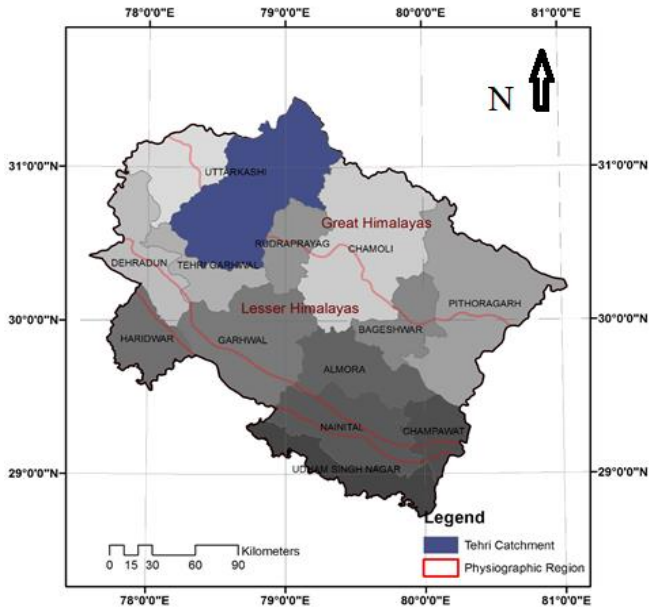 78°0'0"E 79°0'0"E 80°0'0"E 81°0'0"E
N
31°0'0"N 31°0'0"N
UTTARKASHI
Great Himalayas
RUDRAPRAYAG CHAMOLI
DEHRADUN TEHRI GARHWAL
PITHORAGARH
Lesser Himalayas
30°0'0"N 30°0'0"N
BAGESHWAR
HARIDWAR GARHWAL
ALMORA
NAINITAL CHAMPAWAT
29°0'0"N 29°0'0"N
UDHAM SINGH NAGAR
Legend
Tehri Catchment
Physiographic Region
Kilometers
0 15 30 60 90
78°0'0"E 79°0'0"E 80°0'0"E 81°0'0"E